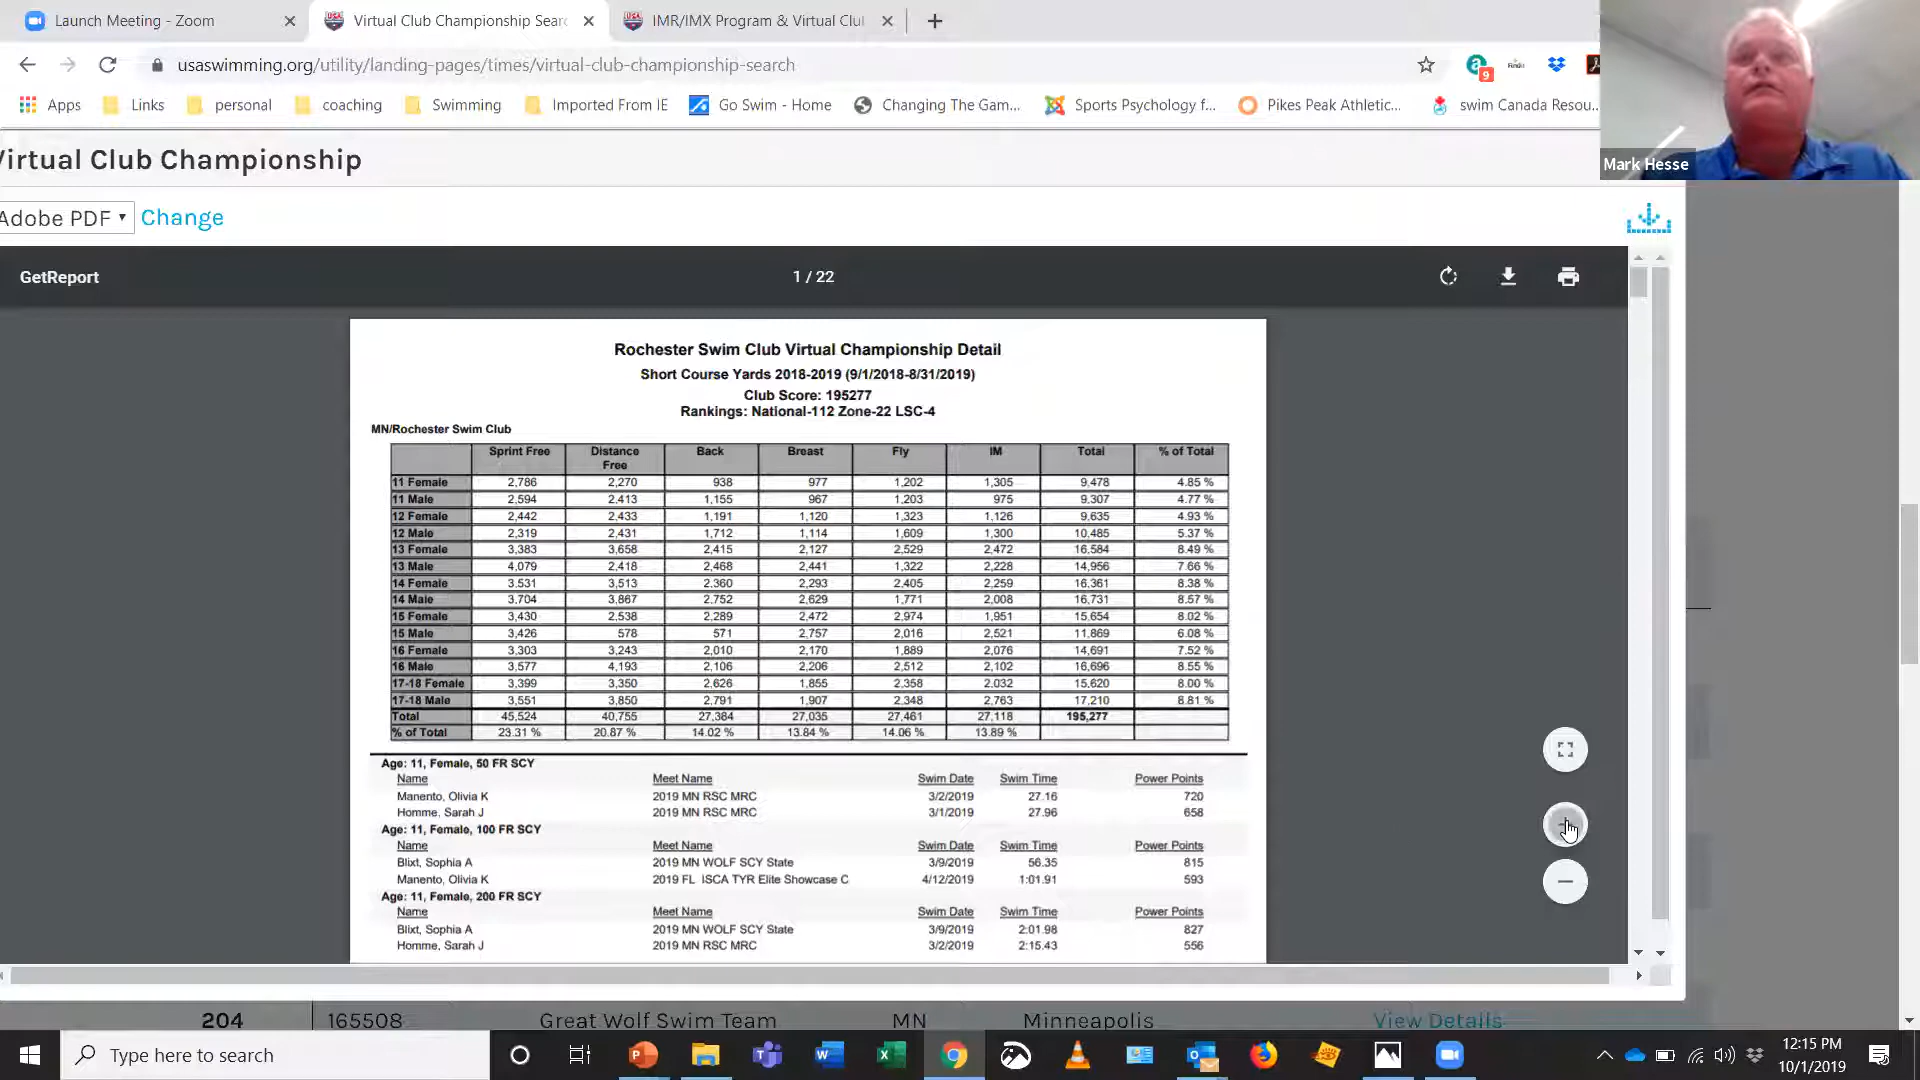 Launch Meeting - Zoom
Virtual Club Championship Sear
IMR/IMX Program & Virtual Clu
usaswimming.org/utility/landing-pages/times/virtual-club-championship-search
9
Apps Links personal coaching Swimming Imported From IE Go Swim - Home Changing The Gam... Sports Psychology f... Pikes Peak Athletic... swim Canada Resou...
Mark Hesse
Virtual Club Championship
Adobe PDF Change
GetReport 1 / 22
Rochester Swim Club Virtual Championship Detail
Short Course Yards 2018-2019 (9/1/2018-8/31/2019)
Club Score: 195277
Rankings: National-112 Zone-22 LSC-4
MN/Rochester Swim Club
Sprint Free Distance Free Back Breast Fly IM Total % of Total
11 Female 2,786 2,270 938 977 1,202 1,305 9,478 4.85 %
11 Male 2,594 2,413 1,155 967 1,203 975 9,307 4.77 %
12 Female 2,442 2,433 1,191 1,120 1,323 1,126 9,635 4.93 %
12 Male 2,319 2,431 1,712 1,114 1,609 1,300 10,485 5.37 %
13 Female 3,383 3,658 2,415 2,127 2,529 2,472 16,584 8.49 %
13 Male 4,079 2,418 2,468 2,441 1,322 2,228 14,956 7.66 %
14 Female 3,531 3,513 2,360 2,293 2,405 2,259 16,361 8.38 %
14 Male 3,704 3,867 2,752 2,629 1,771 2,008 16,731 8.57 %
15 Female 3,430 2,538 2,289 2,472 2,974 1,951 15,654 8.02 %
15 Male 3,426 578 571 2,757 2,016 2,521 11,869 6.08 %
16 Female 3,303 3,243 2,010 2,170 1,889 2,076 14,691 7.52 %
16 Male 3,577 4,193 2,106 2,206 2,512 2,102 16,696 8.55 %
17-18 Female 3,399 3,350 2,626 1,855 2,358 2,032 15,620 8.00 %
17-18 Male 3,551 3,850 2,791 1,907 2,348 2,763 17,210 8.81 %
Total 45,524 40,755 27,384 27,035 27,461 27,118 195,277
% of Total 23.31 % 20.87 % 14.02 % 13.84 % 14.06 % 13.89 %
Age: 11, Female, 50 FR SCY
Name Meet Name Swim Date Swim Time Power Points
Manento, Olivia K 2019 MN RSC MRC 3/2/2019 27.16 720
Homme, Sarah J 2019 MN RSC MRC 3/1/2019 27.96 658
Age: 11, Female, 100 FR SCY
Name Meet Name Swim Date Swim Time Power Points
Blixt, Sophia A 2019 MN WOLF SCY State 3/9/2019 56.35 815
Manento, Olivia K 2019 FL ISCA TYR Elite Showcase C 4/12/2019 1:01.91 593
Age: 11, Female, 200 FR SCY
Name Meet Name Swim Date Swim Time Power Points
Blixt, Sophia A 2019 MN WOLF SCY State 3/9/2019 2:01.98 827
Homme, Sarah J 2019 MN RSC MRC 3/2/2019 2:15.43 556
204 165508 Great Wolf Swim Team MN Minneapolis View Details
Type here to search
12:15 PM
10/1/2019